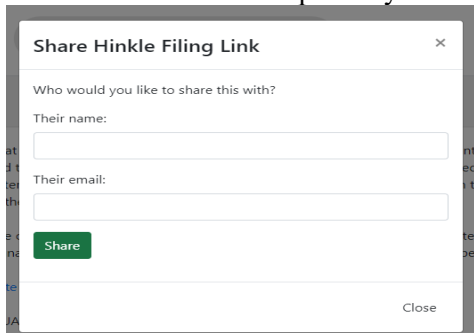 Share Hinkle Filing Link ×
Who would you like to share this with?
Their name:
Their email:
Share
Close